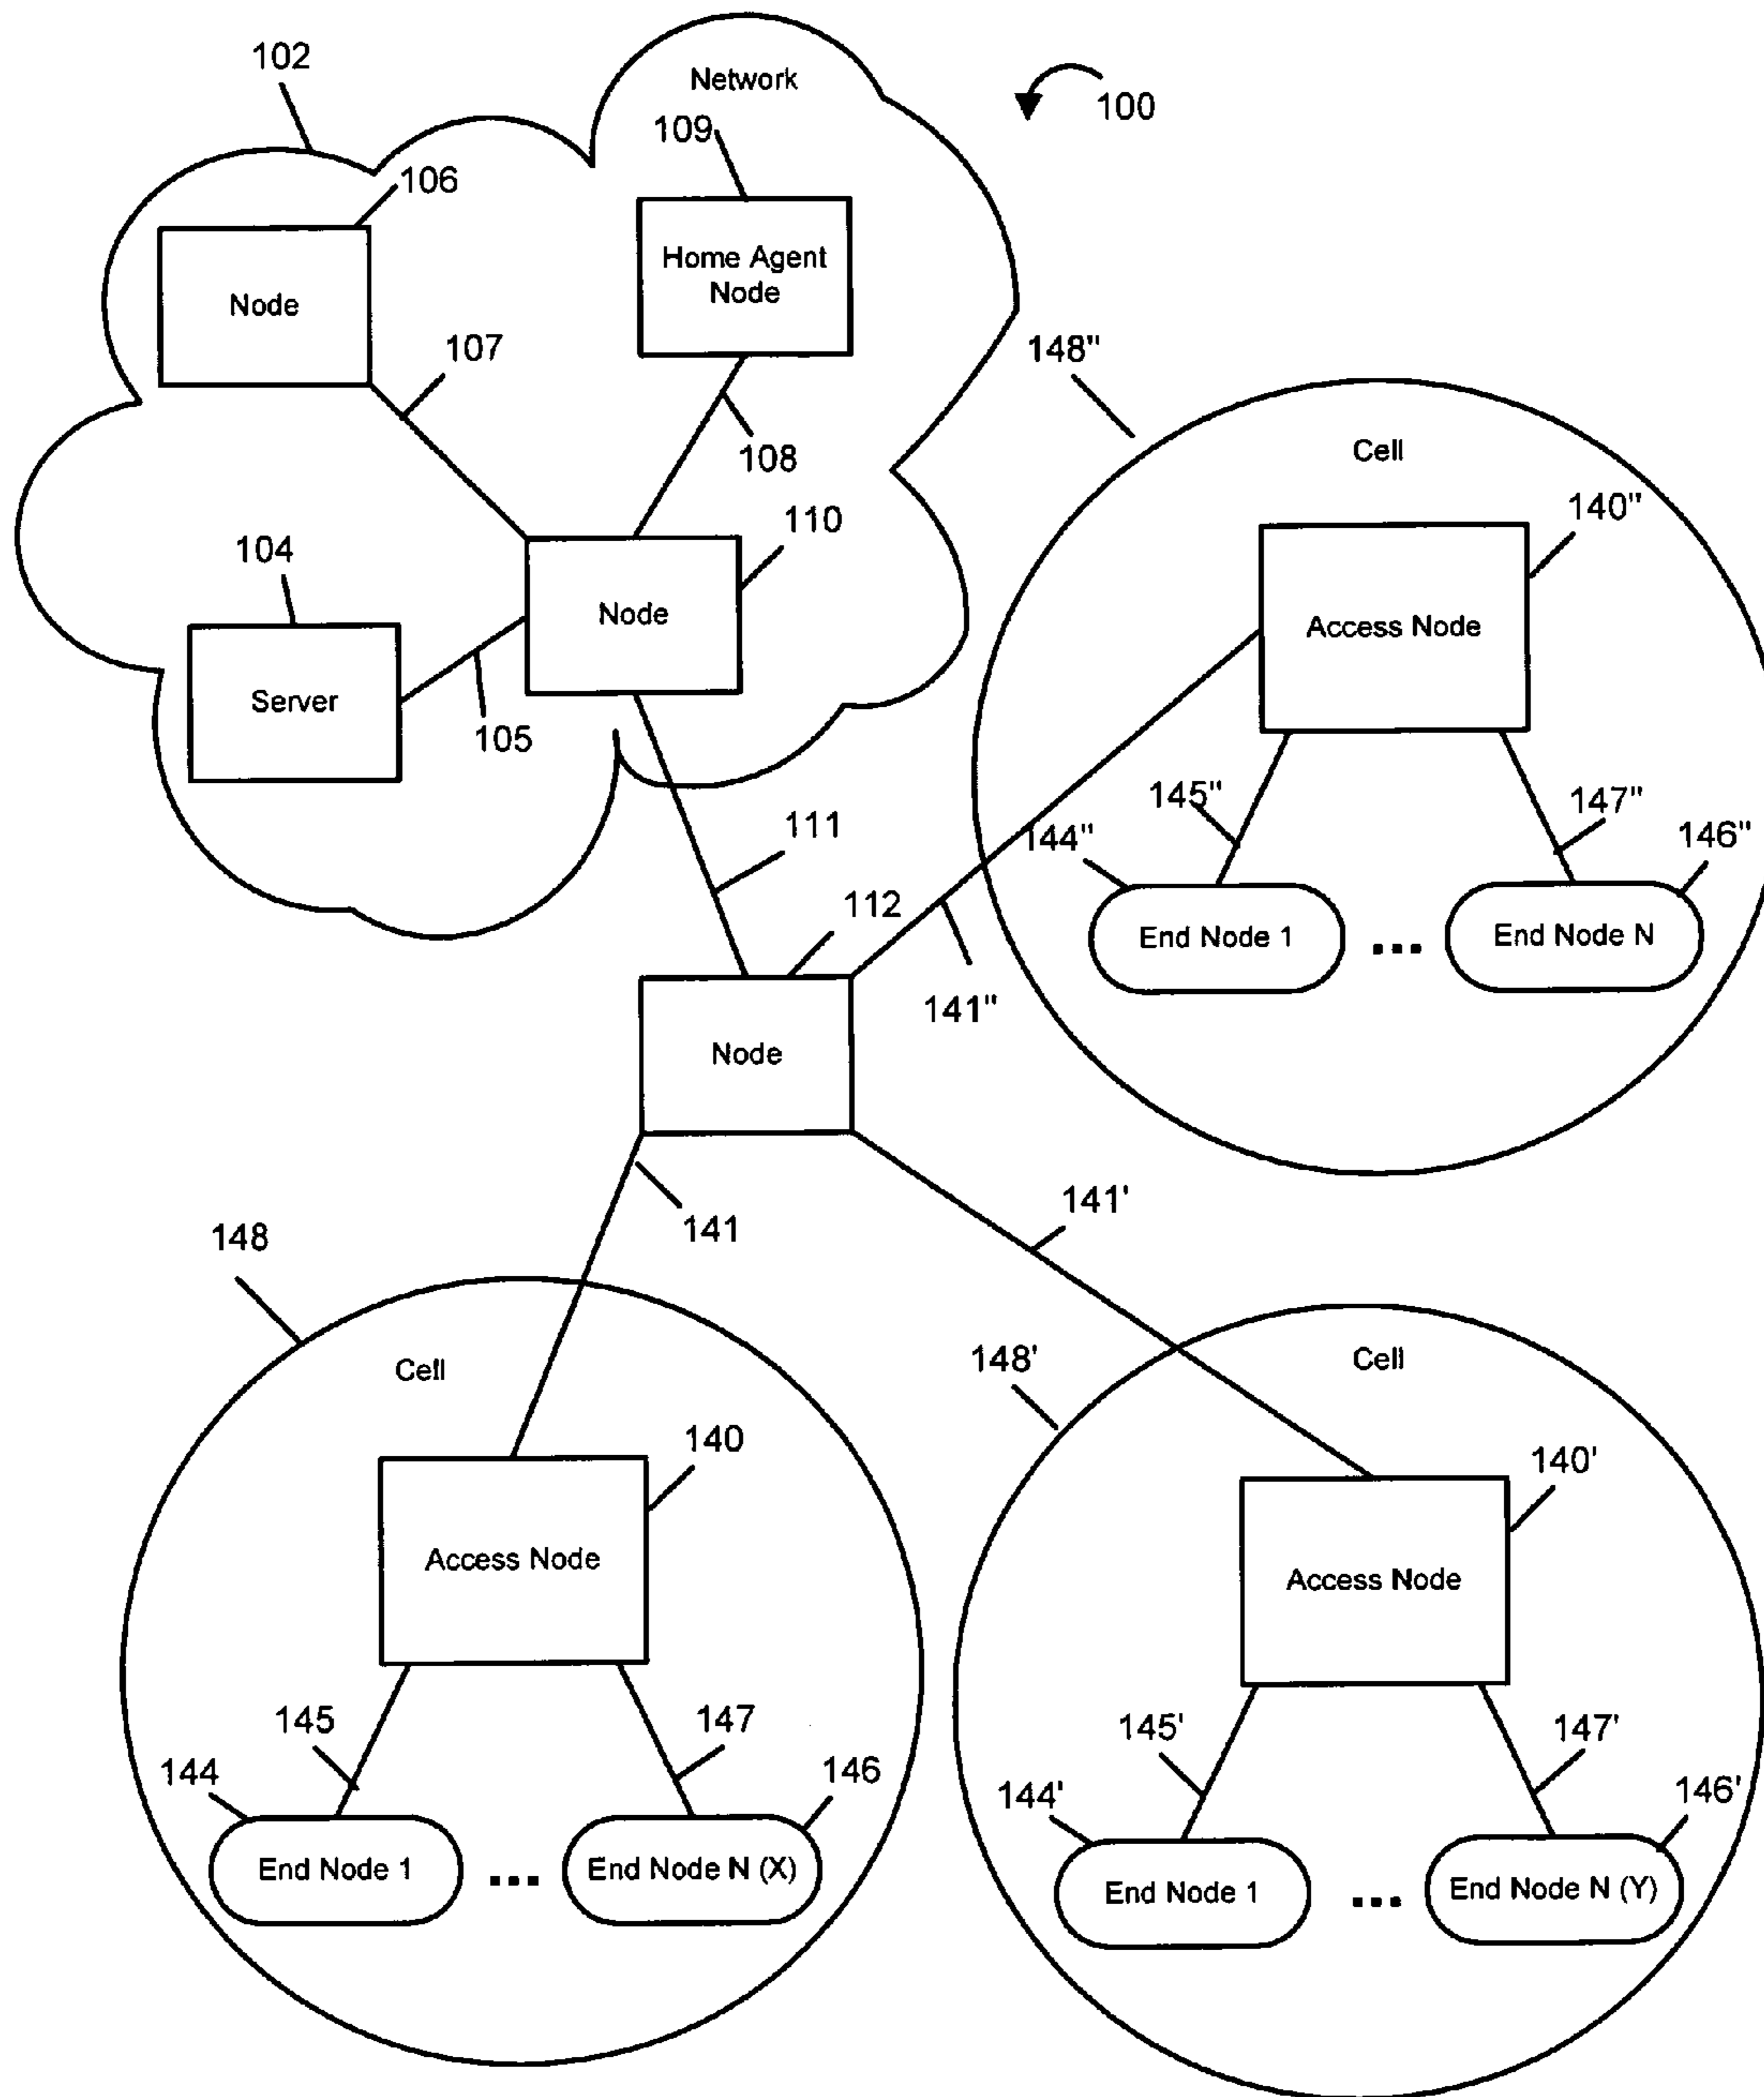 102
Network
100
109
106
Home Agent
Node
Node
107
148"
108
Cell
110
140"
104
Node
Access Node
Server
105
145"
147"
111
144"
146"
112
End Node 1
...
End Node N
141"
Node
141'
141
148
Cell
148'
Cell
140
140'
Access Node
Access Node
145
147
145'
147'
144
146
144'
146'
End Node 1
...
End Node N (X)
End Node 1
...
End Node N (Y)